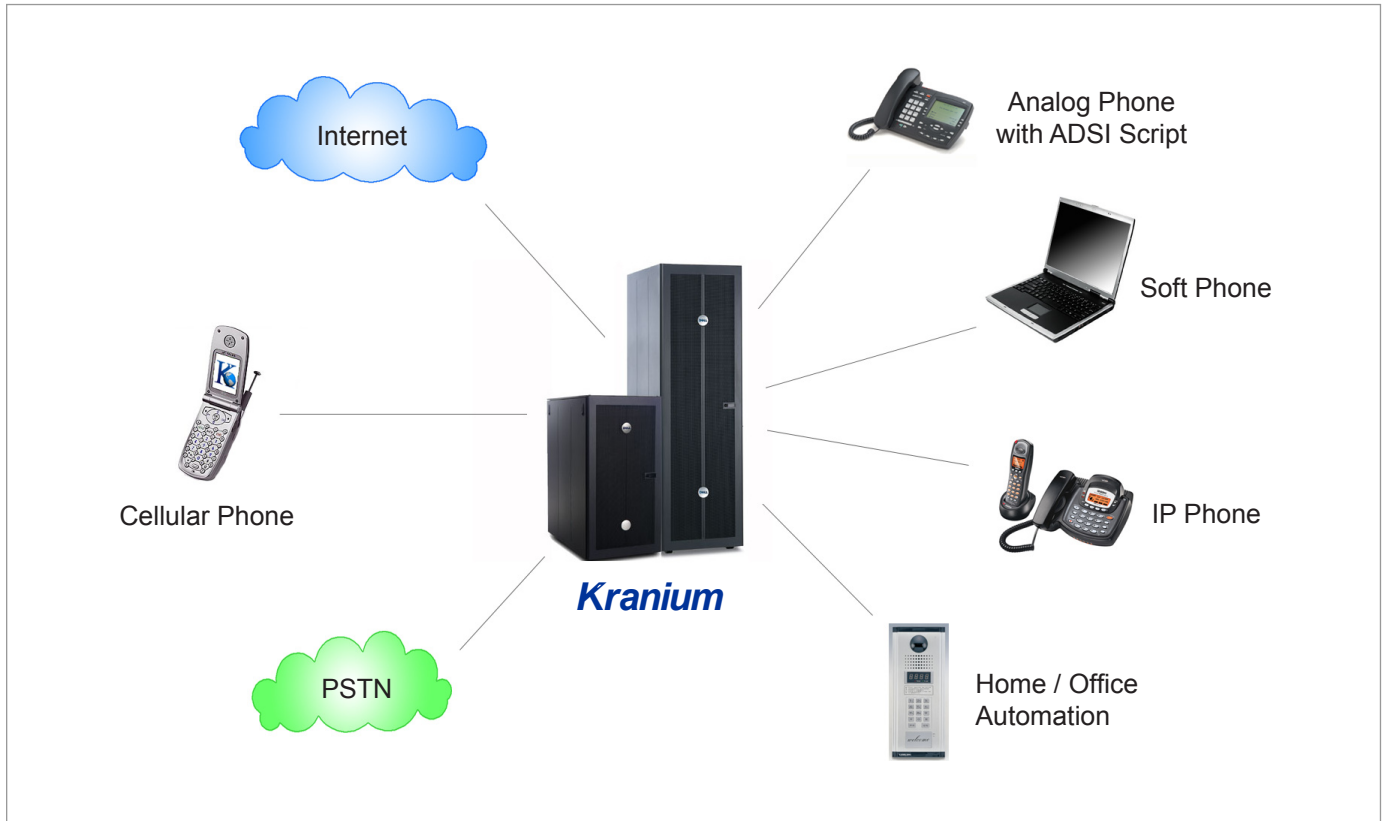 Internet
Analog Phone
with ADSI Script
Soft Phone
Cellular Phone
IP Phone
Kranium
PSTN
Home / Office
Automation